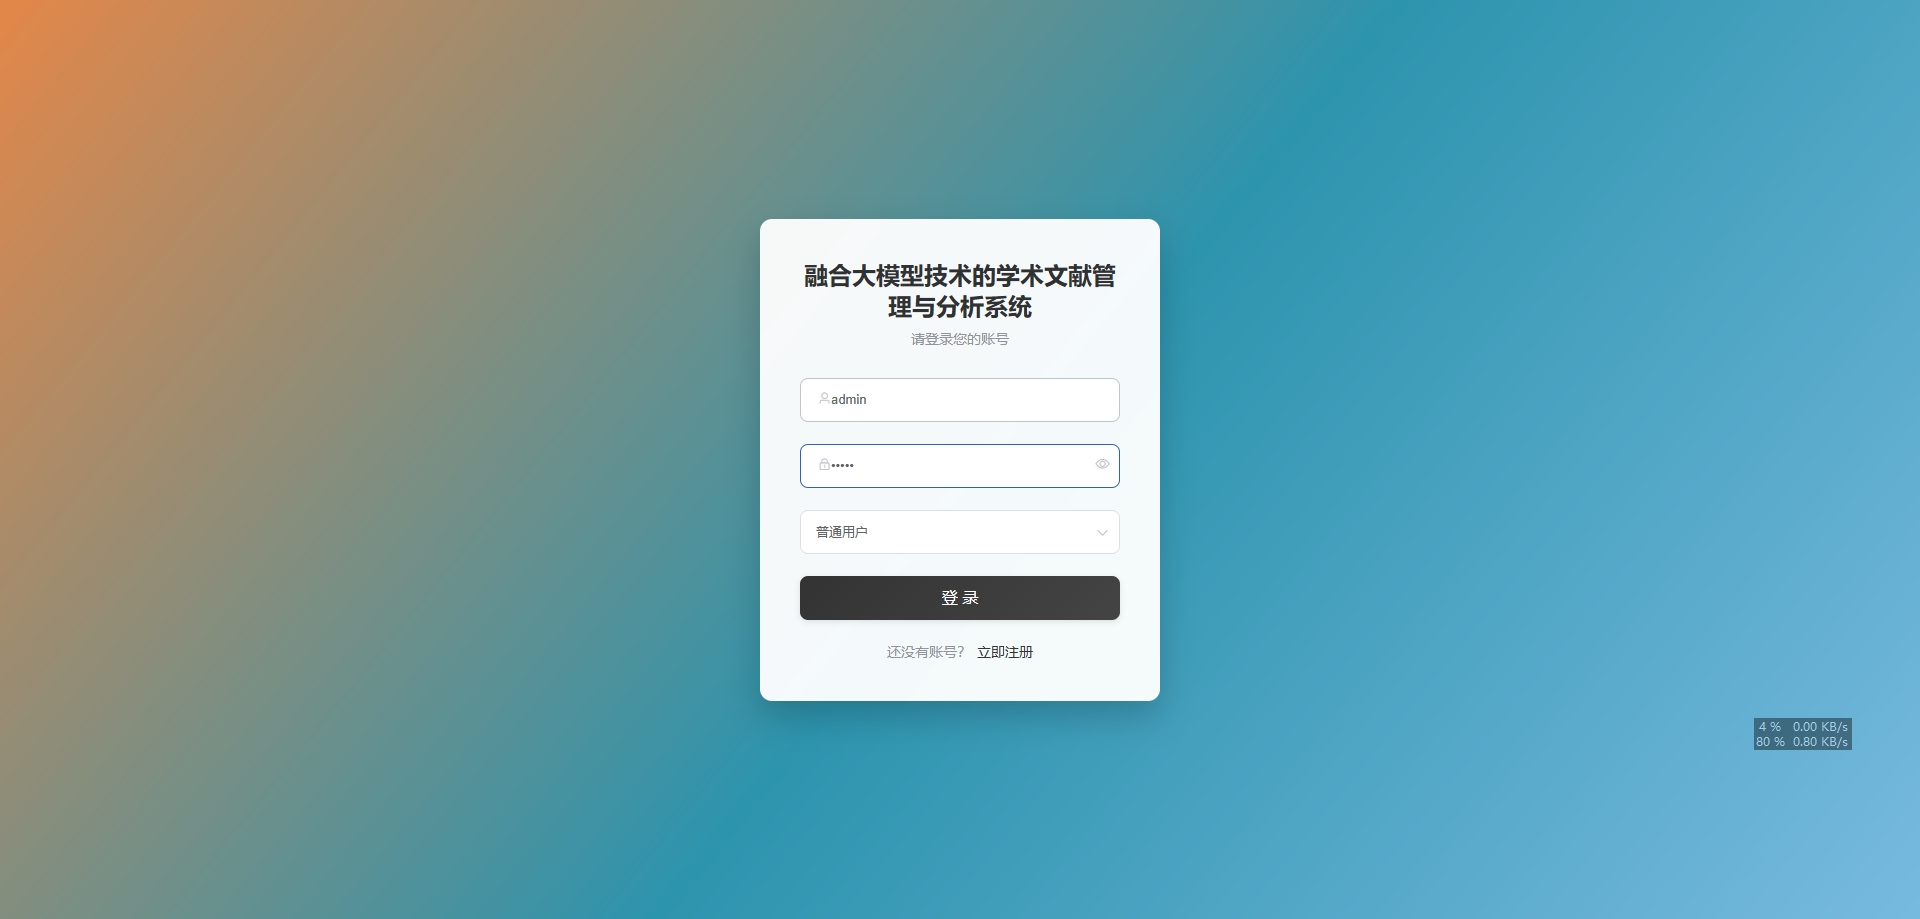 融合大模型技术的学术文献管
理与分析系统
请登录您的账号
admin
•••••
普通用户
登 录
还没有账号? 立即注册
4 % 0.00 KB/s
80 % 0.80 KB/s